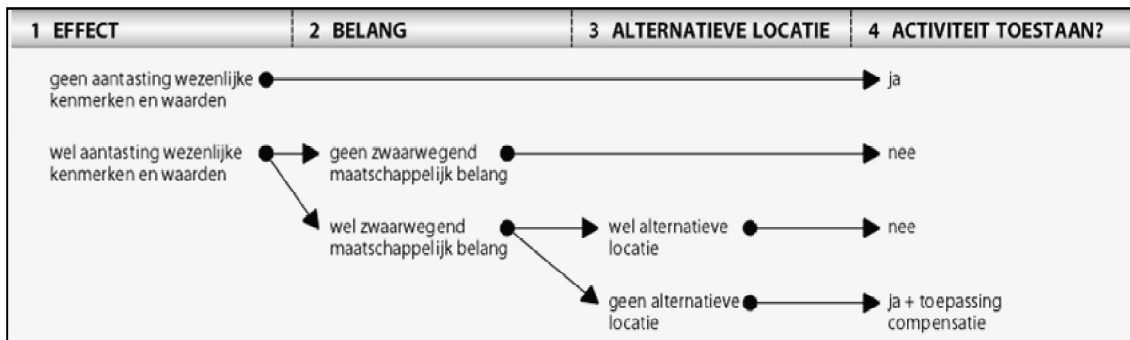 1 EFFECT
2 BELANG
3 ALTERNATIEVE LOCATIE
4 ACTIVITEIT TOESTAAN?
geen aantasting wezenlijke
kenmerken en waarden
ja
wel aantasting wezenlijke
kenmerken en waarden
geen zwaarwegend
maatschappelijk belang
nee
wel zwaarwegend
maatschappelijk belang
wel alternatieve
locatie
nee
geen alternatieve
locatie
ja + toepassing
compensatie